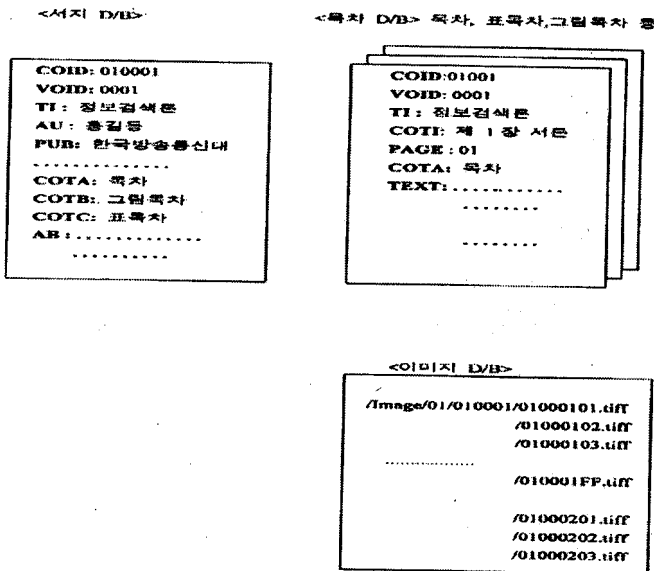 <서지 D/B>
<목차 D/B> 목차, 표목차,그림목차 등
COID: 010001
VOID: 0001
TI : 정보검색론
AU : 홍길동
PUB: 한국방송통신대
..............
COTA: 목차
COTB: 그림목차
COTC: 표목차
AB : .............
..........
COID:01001
VOID: 0001
TI : 정보검색론
COTI: 제 1 장 서론
PAGE : 01
COTA: 목차
TEXT: ............
........
........
<이미지 D/B>
/Image/01/010001/01000101.tiff
/01000102.tiff
/01000103.tiff
..............
/010001FF.tiff
/01000201.tiff
/01000202.tiff
/01000203.tiff